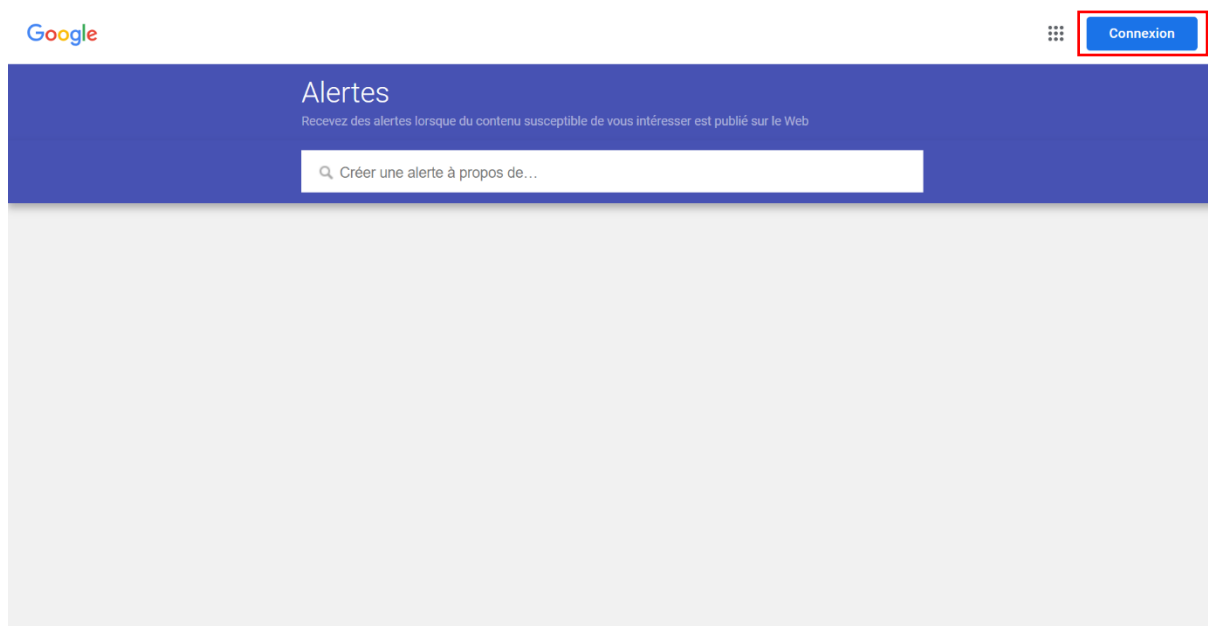 Google
Connexion
Alertes
Recevez des alertes lorsque du contenu susceptible de vous intéresser est publié sur le Web
Créer une alerte à propos de…